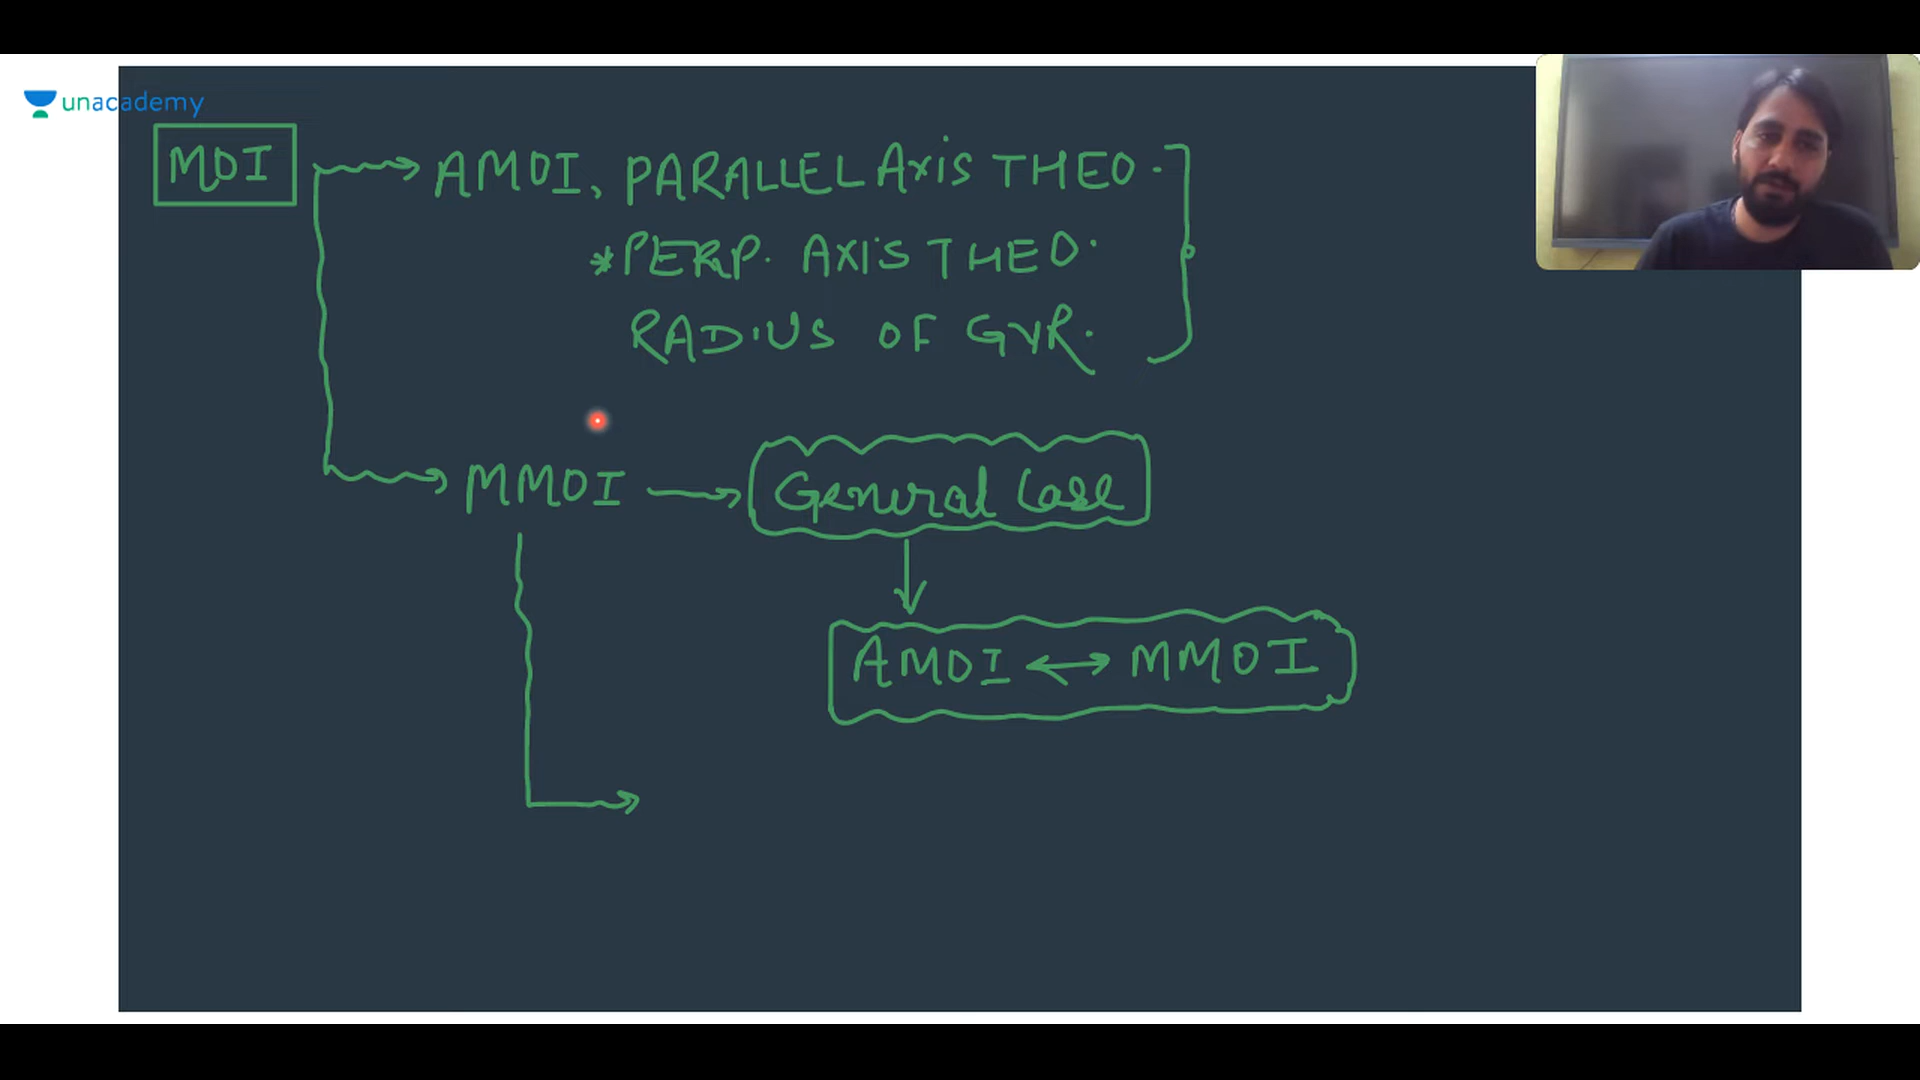 unacademy
MOI
AMOI, PARALLEL AXIS THEO.
*PERP. AXIS THEO.
RADIUS OF GYR.
MMOI
General Case
AMOI ↔ MMOI